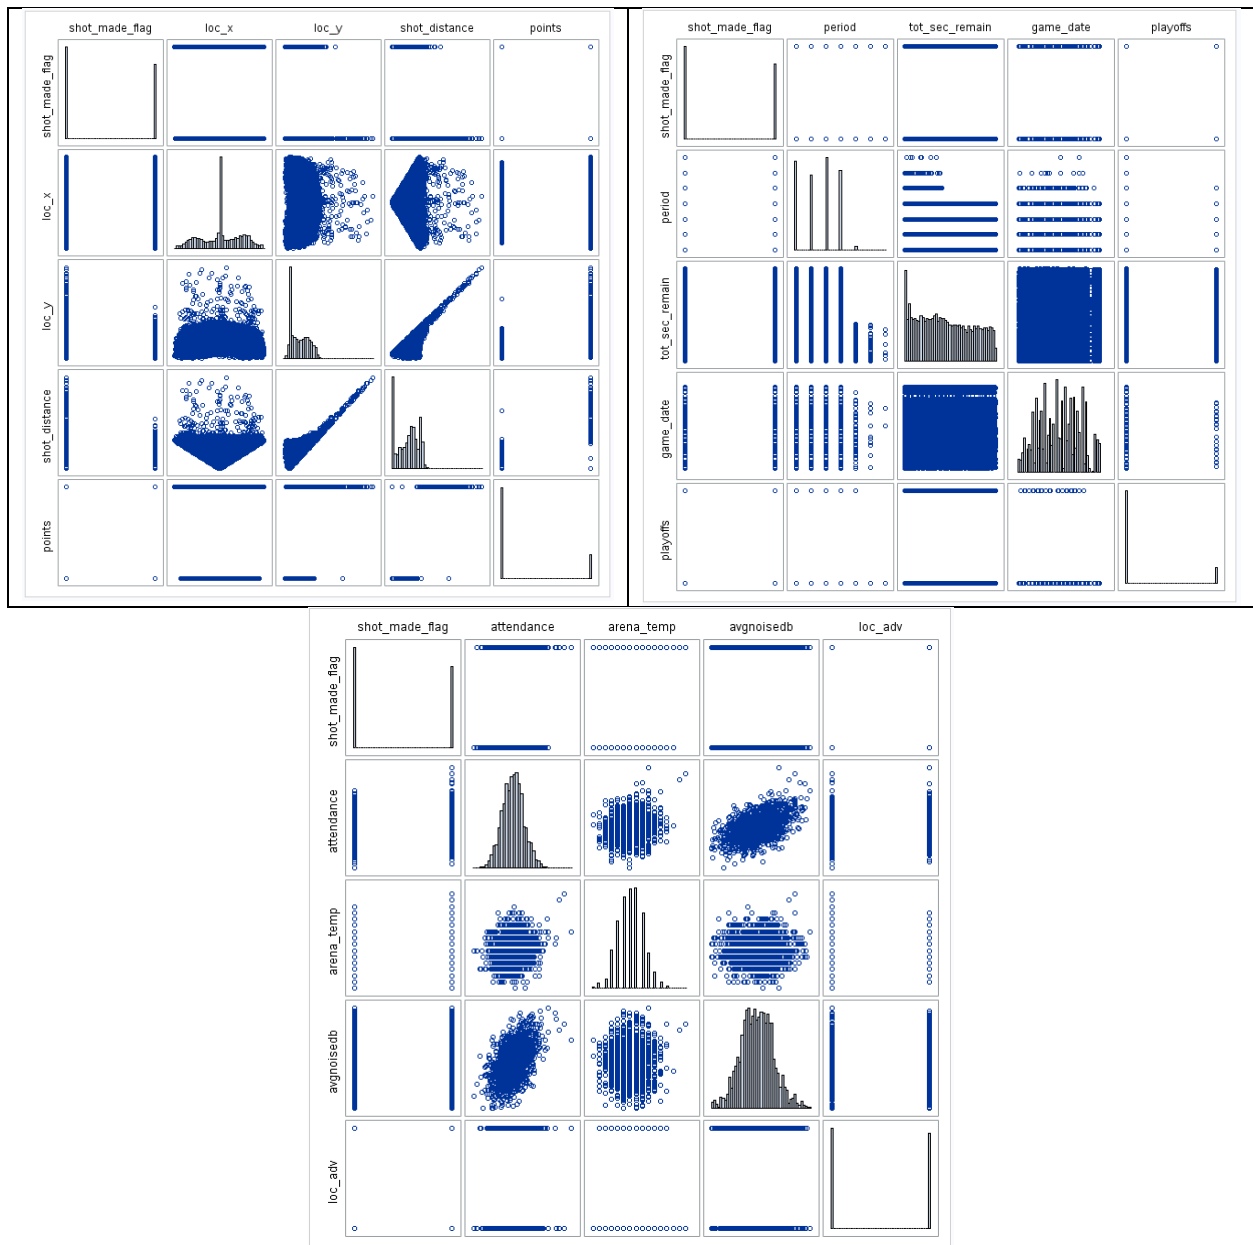 shot_made_flag loc_x loc_y shot_distance points
shot_made_flag
loc_x
loc_y
shot_distance
points
shot_made_flag period tot_sec_remain game_date playoffs
shot_made_flag
period
tot_sec_remain
game_date
playoffs
shot_made_flag attendance arena_temp avgnoisedb loc_adv
shot_made_flag
attendance
arena_temp
avgnoisedb
loc_adv